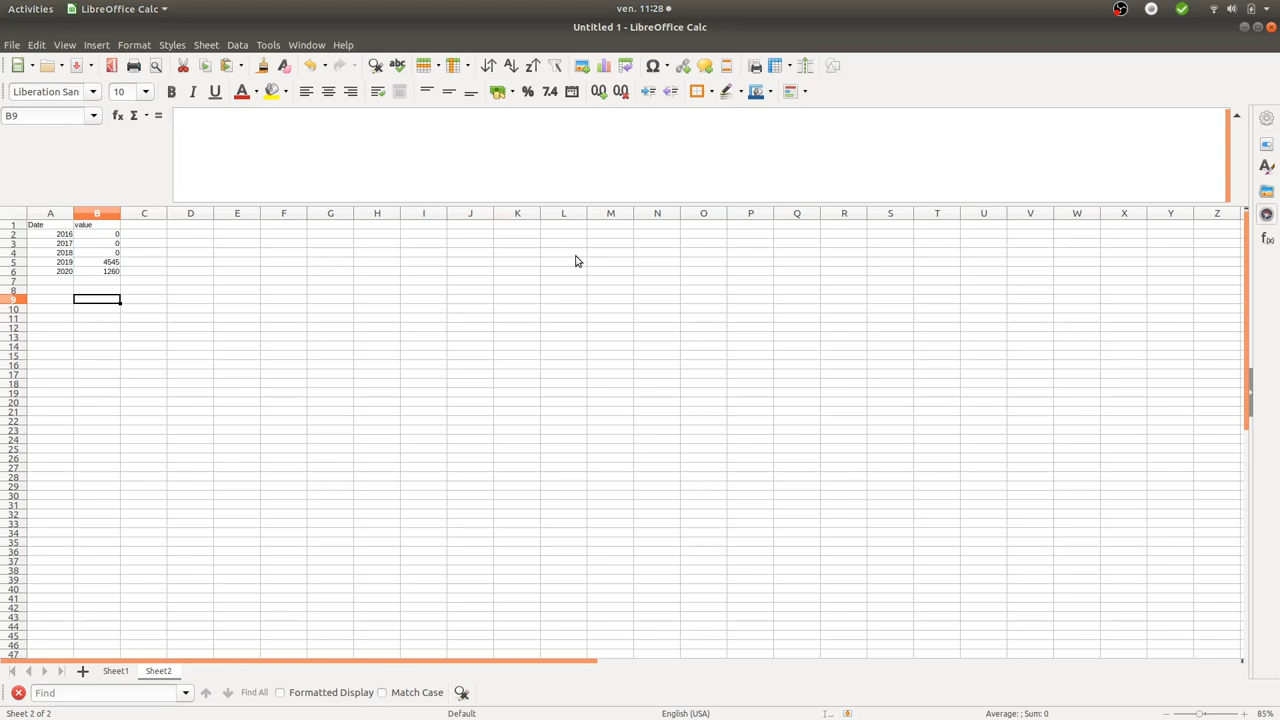 Activities LibreOffice Calc ven. 11:28
Untitled 1 - LibreOffice Calc
File Edit View Insert Format Styles Sheet Data Tools Window Help
Liberation San 10 % 7.4
B9
A B C D E F G H I J K L M N O P Q R S T U V W X Y Z
1 Date value
2 2016 0
3 2017 0
4 2018 0
5 2019 4545
6 2020 1260
7
8
9
10
11
12
13
14
15
16
17
18
19
20
21
22
23
24
25
26
27
28
29
30
31
32
33
34
35
36
37
38
39
40
41
42
43
44
45
46
47
Sheet1 Sheet2
Find Find All Formatted Display Match Case
Sheet 2 of 2 Default English (USA) Average: ; Sum: 0 85%